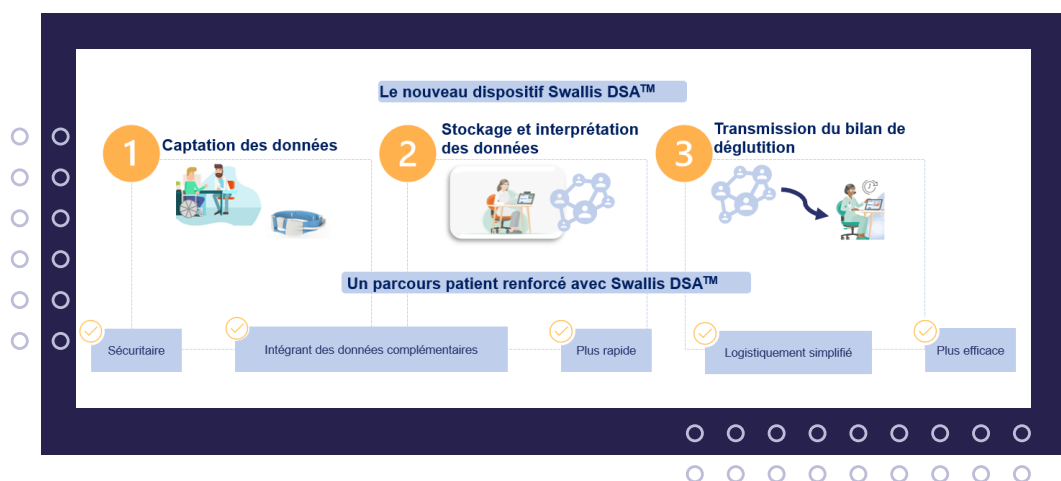 Le nouveau dispositif Swallis DSA™
1
Captation des données
2
Stockage et interprétation
des données
3
Transmission du bilan de
déglutition
Un parcours patient renforcé avec Swallis DSA™
Sécuritaire
Intégrant des données complémentaires
Plus rapide
Logistiquement simplifié
Plus efficace